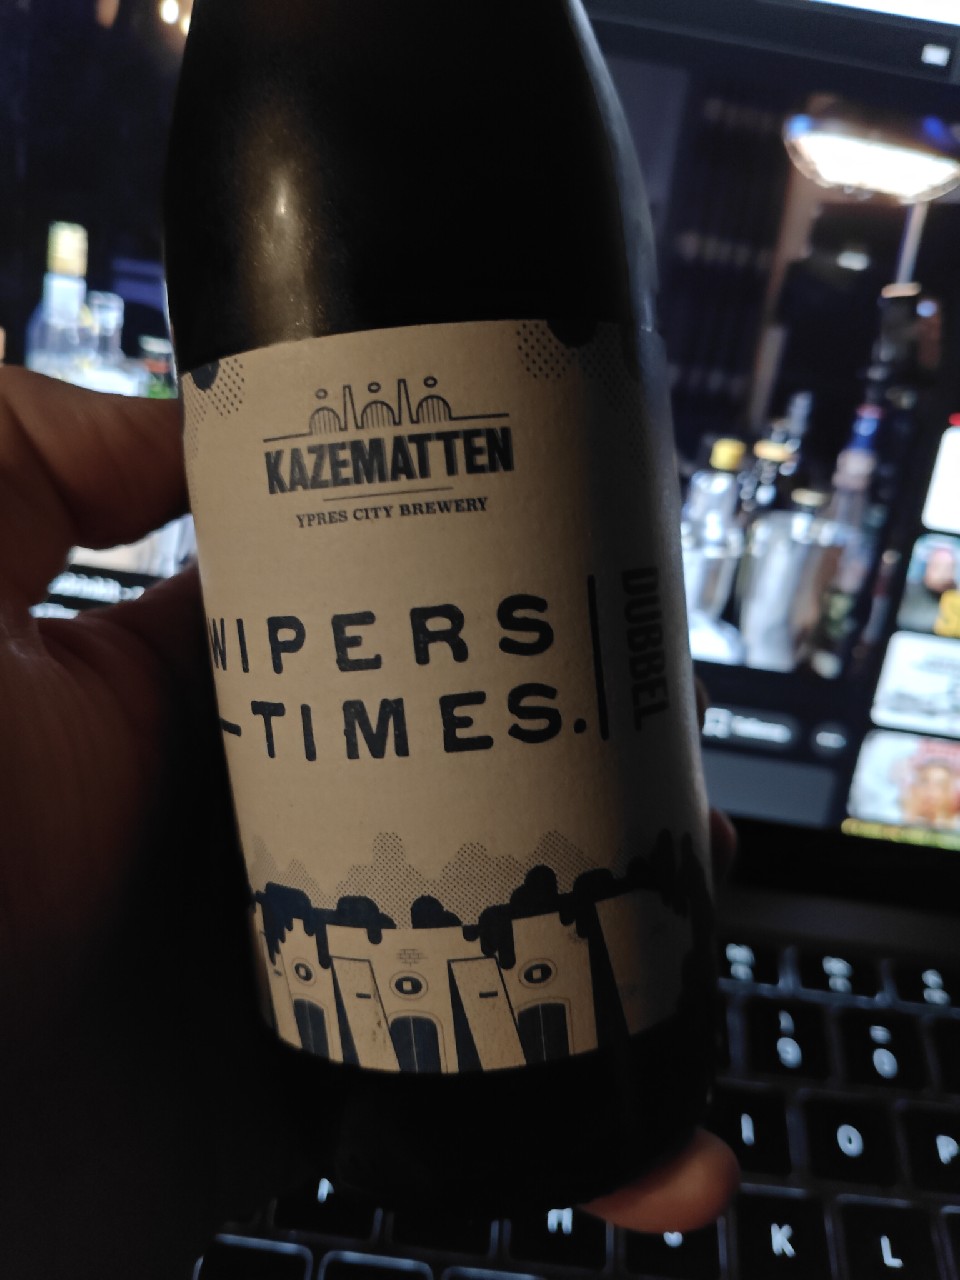 KAZEMATTEN
YPRES CITY BREWERY
WIPERS
—TIMES.
DUBBEL
I
O
P
K
L